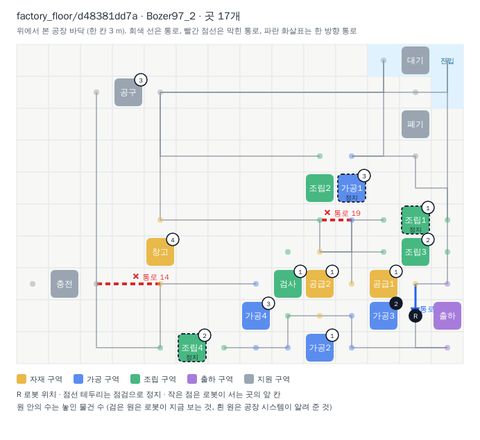 factory_floor/d48381dd7a · Bozer97_2 · 곳 17개
위에서 본 공장 바닥 (한 칸 3 m). 회색 선은 통로, 빨간 점선은 막힌 통로, 파란 화살표는 한 방향 통로
대기
공구 3
폐기
조립2
가공1 3
정지
✖ 통로 19
조립1 1
정지
창고 4
조립3 2
✖ 통로 14
충전
검사 1
공급2 1
공급1 1
가공4 3
가공3 2
R
출하
조립4 2
정지
가공2 1
자재 구역 가공 구역 조립 구역 출하 구역 지원 구역
R 로봇 위치 · 점선 테두리는 점검으로 정지 · 작은 점은 로봇이 서는 곳의 앞 칸
원 안의 수는 놓인 물건 수 (검은 원은 로봇이 지금 보는 것, 흰 원은 공장 시스템이 알려 준 것)